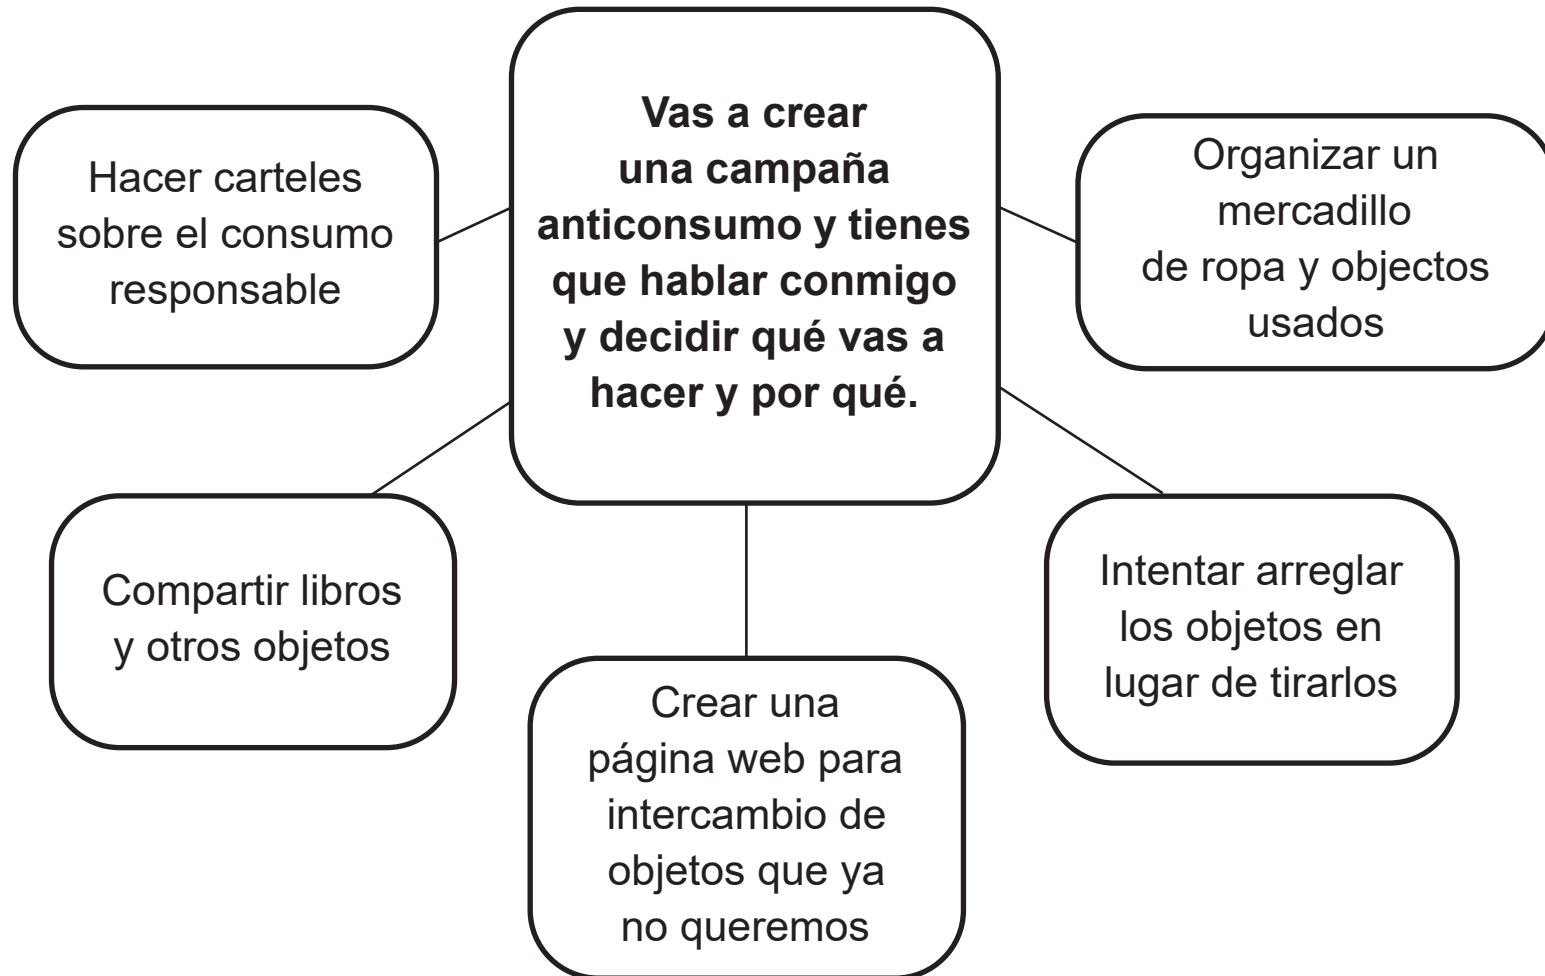 Vas a crear
una campaña
anticonsumo y tienes
que hablar conmigo
y decidir qué vas a
hacer y por qué.
Hacer carteles
sobre el consumo
responsable
Organizar un
mercadillo
de ropa y objectos
usados
Compartir libros
y otros objetos
Intentar arreglar
los objetos en
lugar de tirarlos
Crear una
página web para
intercambio de
objetos que ya
no queremos